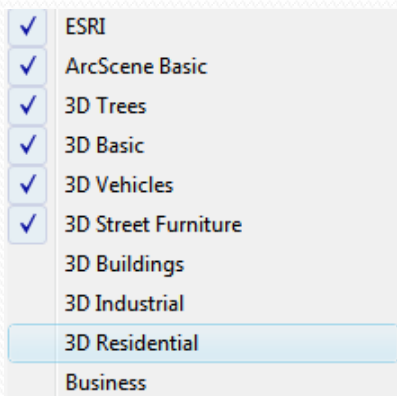 ESRI
ArcScene Basic
3D Trees
3D Basic
3D Vehicles
3D Street Furniture
3D Buildings
3D Industrial
3D Residential
Business